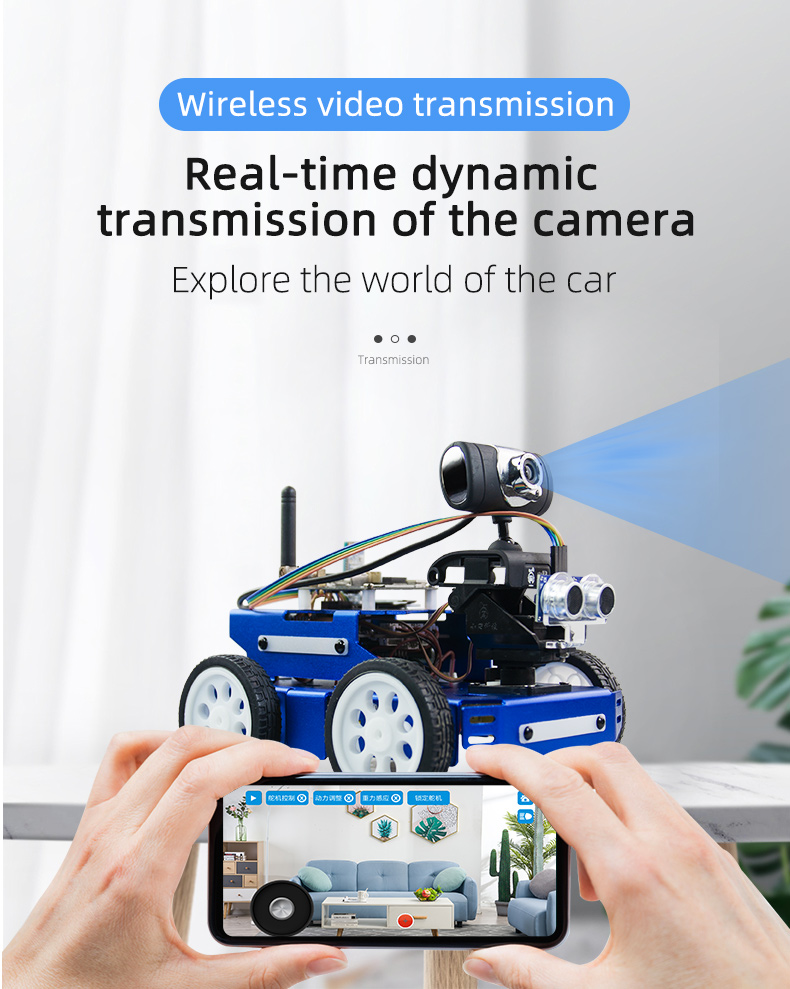 Wireless video transmission
Real-time dynamic
transmission of the camera
Explore the world of the car
Transmission
舵机控制
动力调整
重力感应
锁定舵机